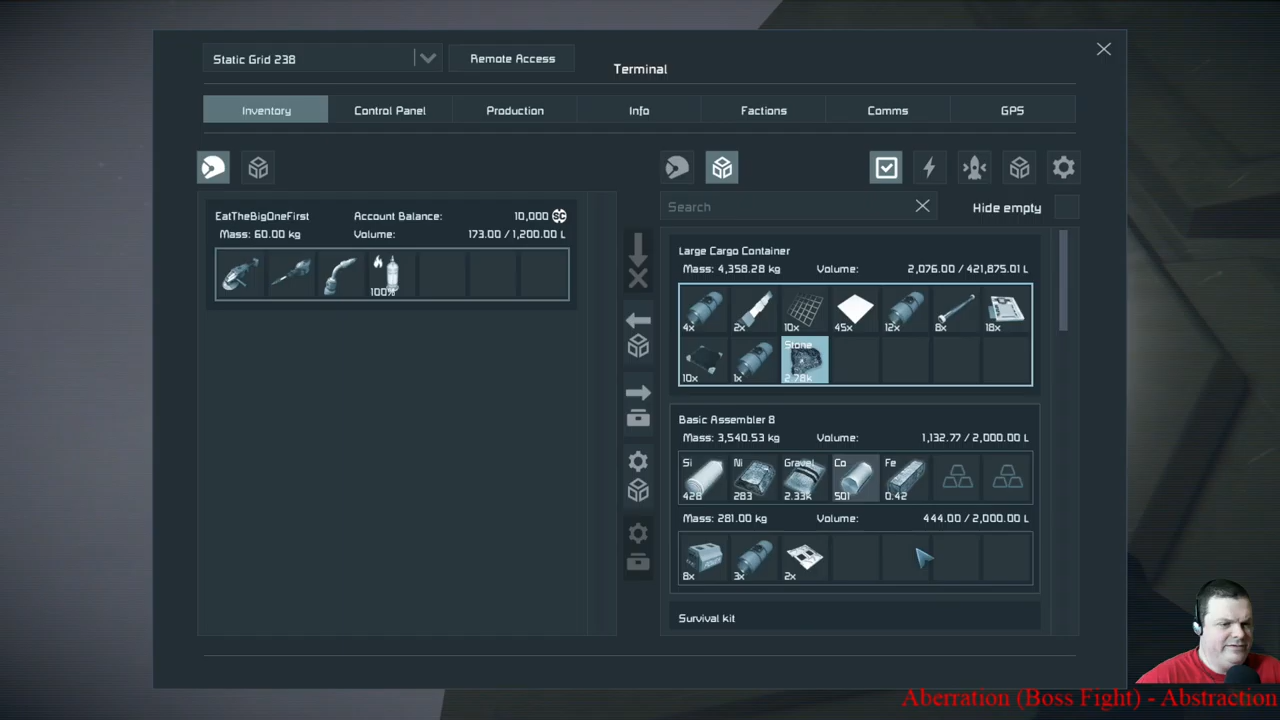 Static Grid 238
Remote Access
Terminal
Inventory
Control Panel
Production
Info
Factions
Comms
GPS
Search
Hide empty
EatTheBigOneFirst
Account Balance:
10,000 SC
Mass: 60.00 kg
Volume:
173.00 / 1,200.00 L
100%
Large Cargo Container
Mass: 4,358.28 kg
Volume:
2,076.00 / 421,875.01 L
4x
2x
10x
45x
12x
8x
18x
Stone
10x
1x
2.78k
Basic Assembler 8
Mass: 3,540.53 kg
Volume:
1,132.77 / 2,000.00 L
Si
Ni
Gravel
Co
Fe
428
283
2.33k
501
0.42
Mass: 281.00 kg
Volume:
444.00 / 2,000.00 L
8x
3x
2x
Survival kit
Aberration (Boss Fight) - Abstraction